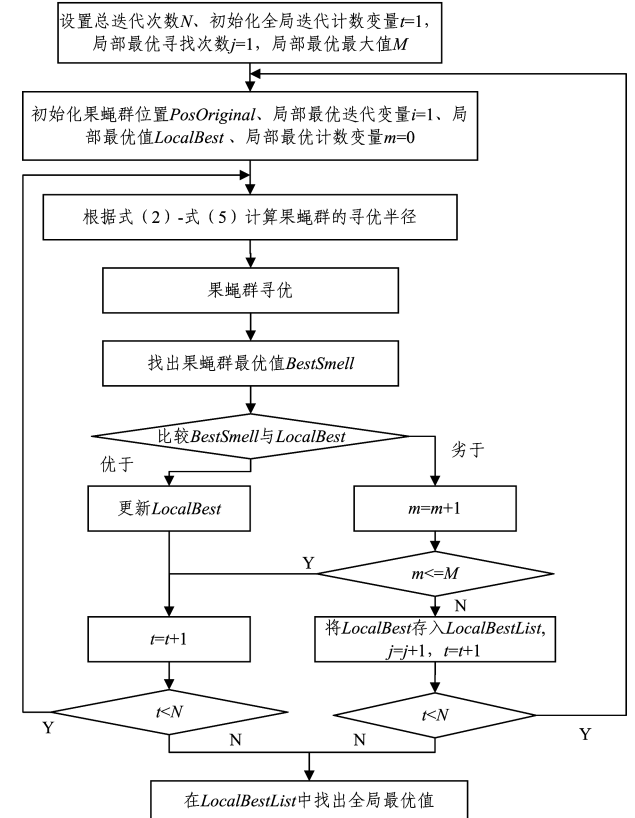 设置总迭代次数N、初始化全局迭代计数变量t=1,
局部最优寻找次数j=1，局部最优最大值M
初始化果蝇群位置PosOriginal、局部最优迭代变量i=1、局
部最优值LocalBest 、局部最优计数变量m=0
根据式（2）-式（5）计算果蝇群的寻优半径
果蝇群寻优
找出果蝇群最优值BestSmell
比较BestSmell与LocalBest
优于
劣于
更新LocalBest
m=m+1
Y
m<=M
N
t=t+1
将LocalBest存入LocalBestList,
j=j+1，t=t+1
t<N
t<N
Y
N
N
Y
在LocalBestList中找出全局最优值